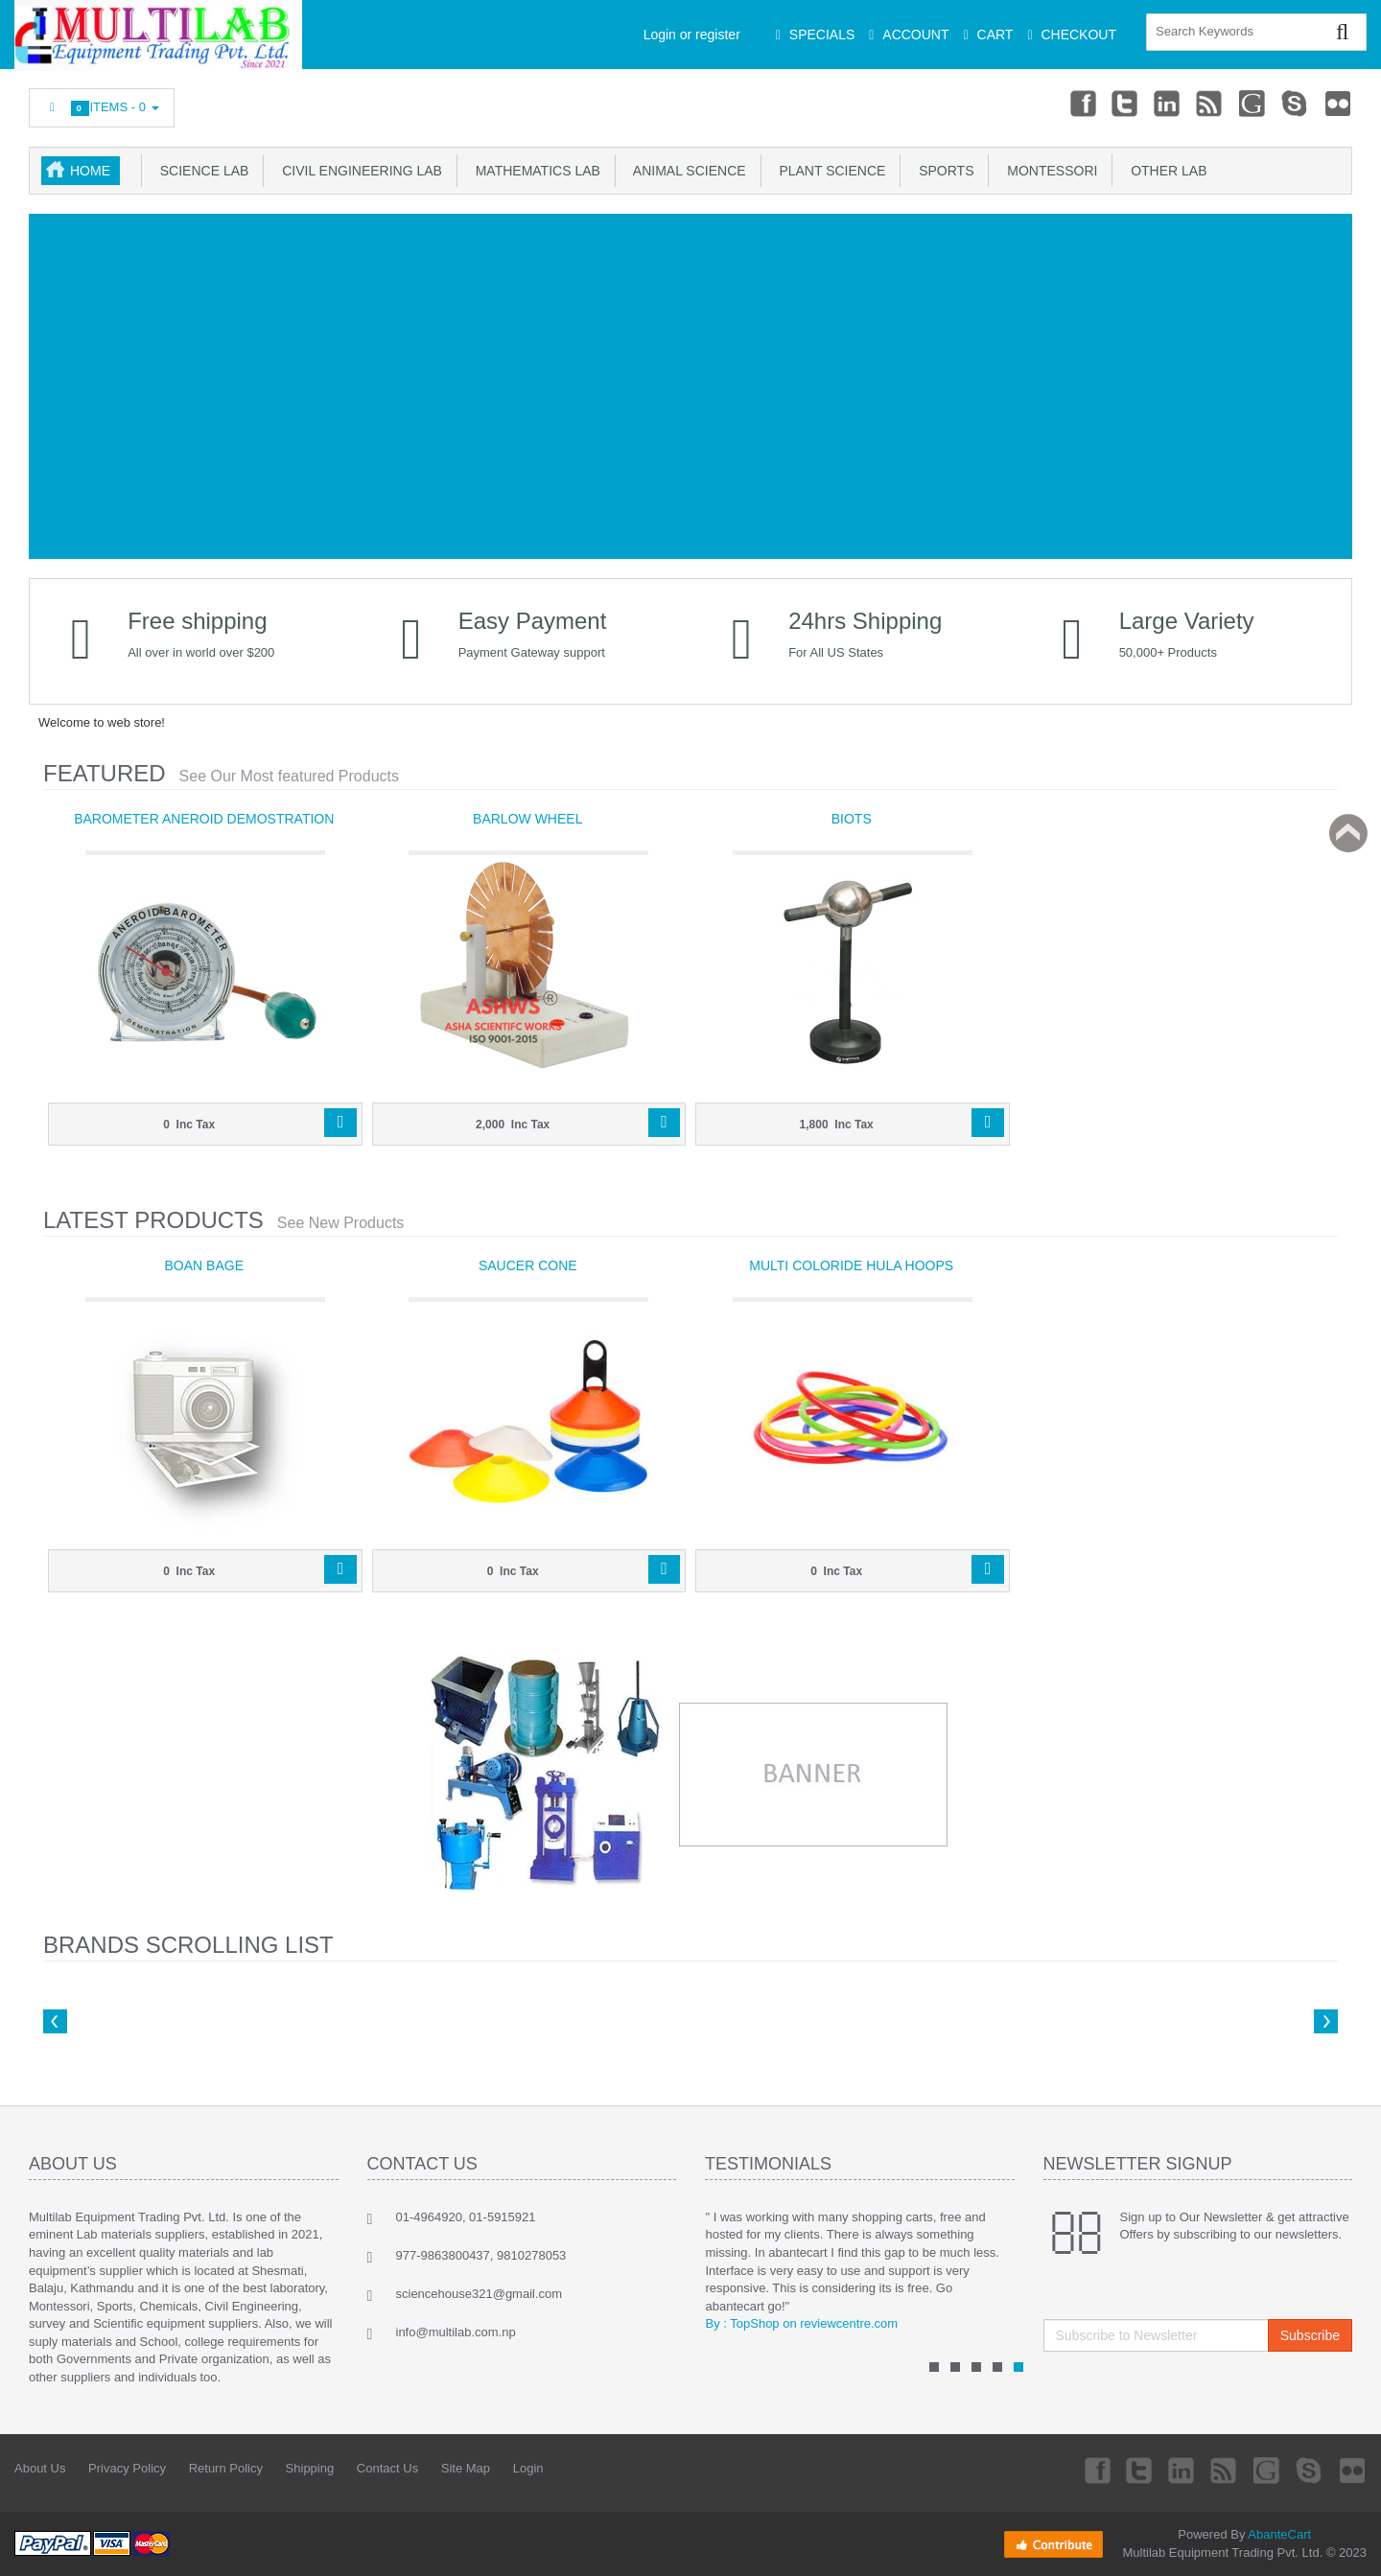 MULTILAB
Equipment Trading Pvt. Ltd.
Since 2021
Login or register
SPECIALS
ACCOUNT
CART
CHECKOUT
Search Keywords
0 ITEMS - 0
HOME
SCIENCE LAB
CIVIL ENGINEERING LAB
MATHEMATICS LAB
ANIMAL SCIENCE
PLANT SCIENCE
SPORTS
MONTESSORI
OTHER LAB
Free shipping
All over in world over $200
Easy Payment
Payment Gateway support
24hrs Shipping
For All US States
Large Variety
50,000+ Products
Welcome to web store!
FEATURED See Our Most featured Products
BAROMETER ANEROID DEMOSTRATION
BARLOW WHEEL
BIOTS
ANEROID BAROMETER
DEMONSTRATION
ASHWS®
ASHA SCIENTIFC WORKS
ISO 9001-2015
0 Inc Tax
2,000 Inc Tax
1,800 Inc Tax
LATEST PRODUCTS See New Products
BOAN BAGE
SAUCER CONE
MULTI COLORIDE HULA HOOPS
0 Inc Tax
0 Inc Tax
0 Inc Tax
BANNER
BRANDS SCROLLING LIST
ABOUT US
Multilab Equipment Trading Pvt. Ltd. Is one of the
eminent Lab materials suppliers, established in 2021,
having an excellent quality materials and lab
equipment's supplier which is located at Shesmati,
Balaju, Kathmandu and it is one of the best laboratory,
Montessori, Sports, Chemicals, Civil Engineering,
survey and Scientific equipment suppliers. Also, we will
suply materials and School, college requirements for
both Governments and Private organization, as well as
other suppliers and individuals too.
CONTACT US
01-4964920, 01-5915921
977-9863800437, 9810278053
sciencehouse321@gmail.com
info@multilab.com.np
TESTIMONIALS
" I was working with many shopping carts, free and
hosted for my clients. There is always something
missing. In abantecart I find this gap to be much less.
Interface is very easy to use and support is very
responsive. This is considering its is free. Go
abantecart go!"
By : TopShop on reviewcentre.com
NEWSLETTER SIGNUP
Sign up to Our Newsletter & get attractive
Offers by subscribing to our newsletters.
Subscribe to Newsletter
Subscribe
About Us
Privacy Policy
Return Policy
Shipping
Contact Us
Site Map
Login
PayPal
VISA
MasterCard
Contribute
Powered By AbanteCart
Multilab Equipment Trading Pvt. Ltd. © 2023